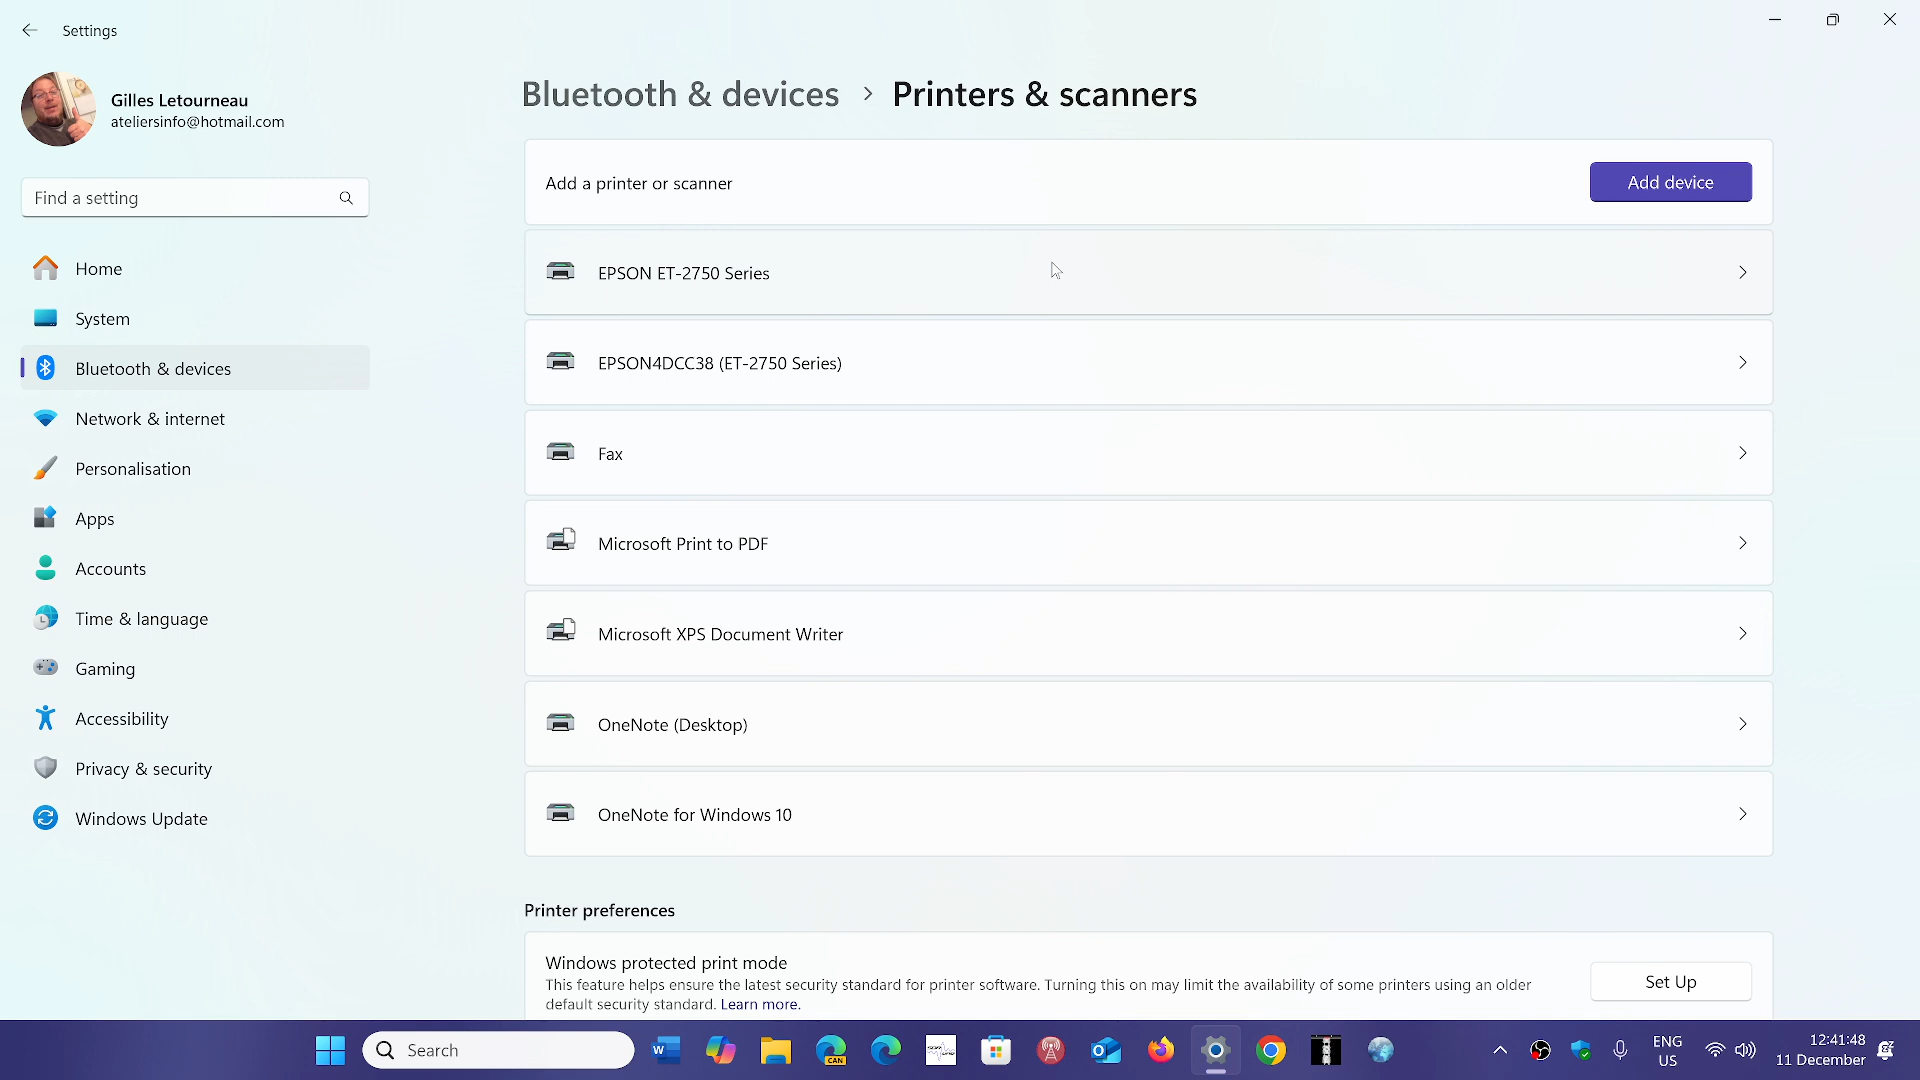 Settings
Gilles Letourneau
ateliersinfo@hotmail.com
Find a setting
Home
System
Bluetooth & devices
Network & internet
Personalisation
Apps
Accounts
Time & language
Gaming
Accessibility
Privacy & security
Windows Update
Bluetooth & devices > Printers & scanners
Add a printer or scanner
Add device
EPSON ET-2750 Series
EPSON4DCC38 (ET-2750 Series)
Fax
Microsoft Print to PDF
Microsoft XPS Document Writer
OneNote (Desktop)
OneNote for Windows 10
Printer preferences
Windows protected print mode
This feature helps ensure the latest security standard for printer software. Turning this on may limit the availability of some printers using an older
default security standard. Learn more.
Set Up
Search
CAN
ENG
US
12:41:48
11 December